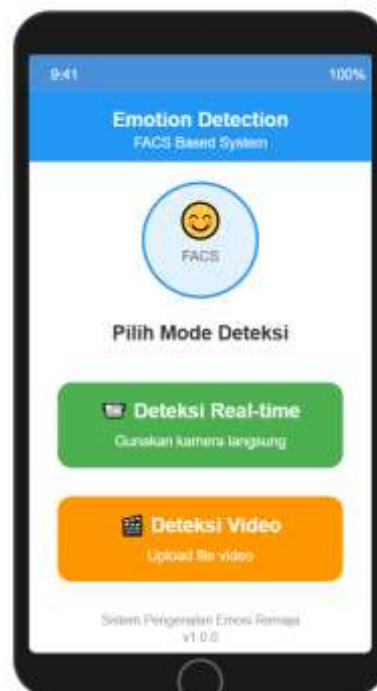 9:41 100%
Emotion Detection
FACS Based System
FACS
Pilih Mode Deteksi
Deteksi Real-time
Gunakan kamera langsung
Deteksi Video
Upload file video
Sistem Pengenalan Emosi Remaja
v1.0.0